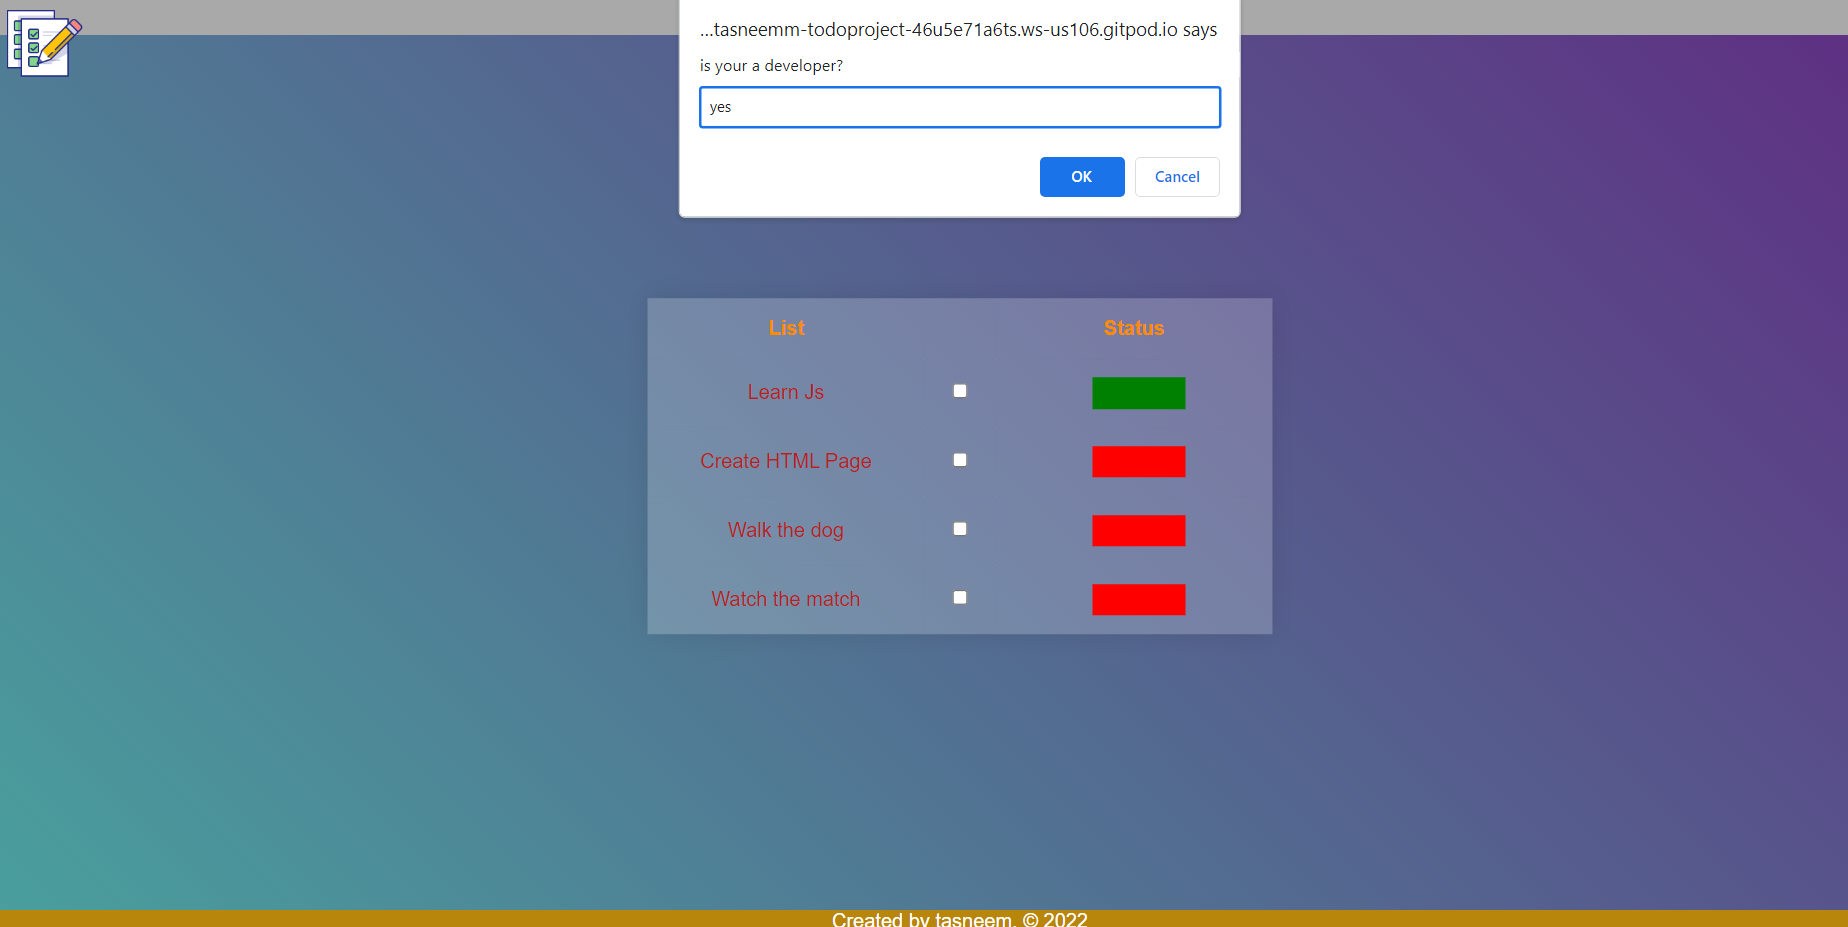 ...tasneemm-todoproject-46u5e71a6ts.ws-us106.gitpod.io says
is your a developer?
yes
OK Cancel
List Status
Learn Js
Create HTML Page
Walk the dog
Watch the match
Created by tasneem. © 2022